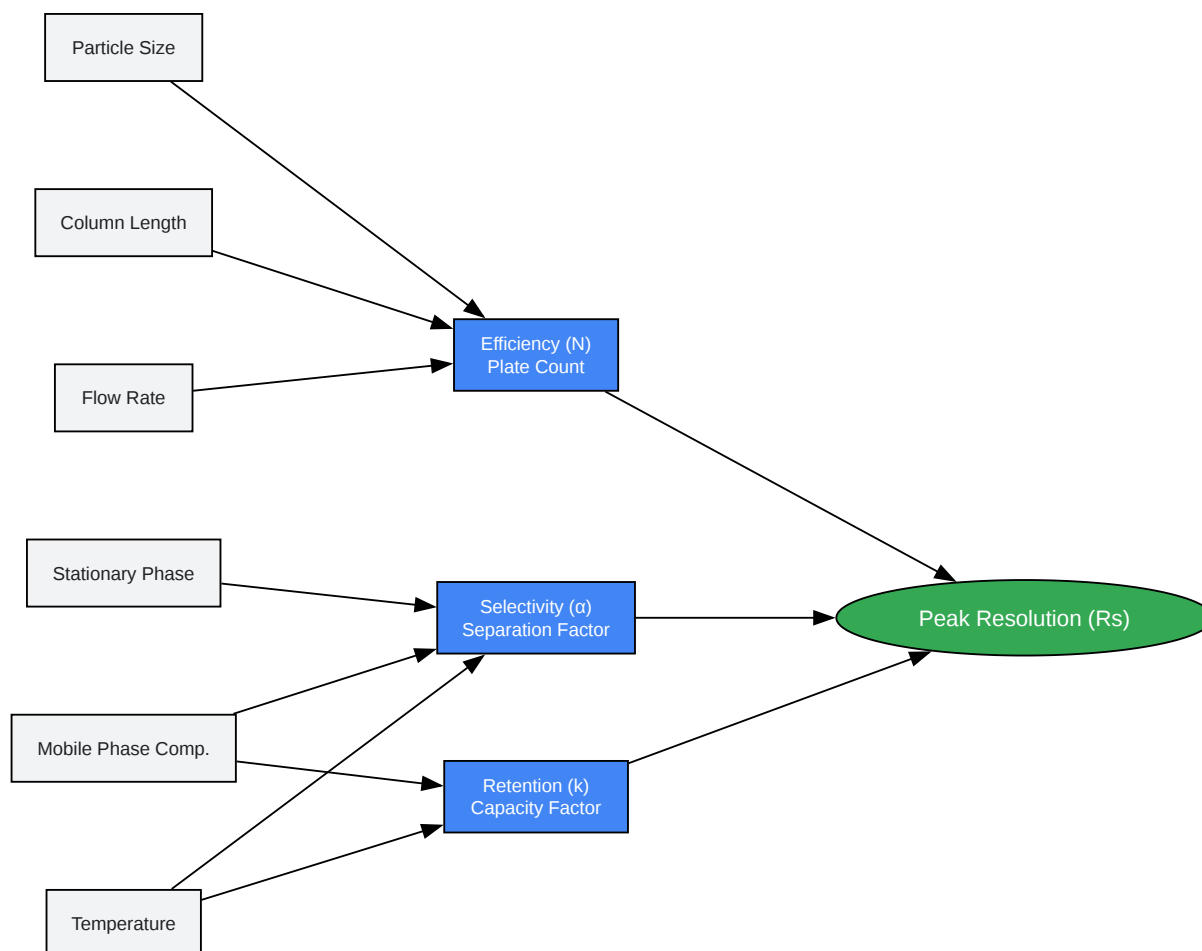 Particle Size
Column Length
Flow Rate
Stationary Phase
Mobile Phase Comp.
Temperature
Efficiency (N)
Plate Count
Selectivity (α)
Separation Factor
Retention (k)
Capacity Factor
Peak Resolution (Rs)